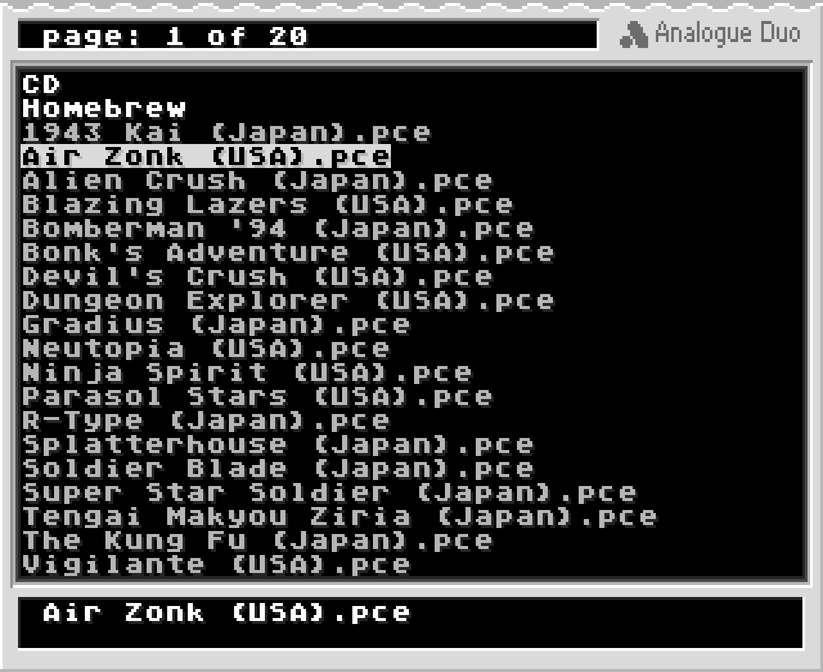 page: 1 of 20
Analogue Duo
CD
Homebrew
1943 Kai (Japan).pce
Air Zonk (USA).pce
Alien Crush (Japan).pce
Blazing Lazers (USA).pce
Bomberman '94 (Japan).pce
Bonk's Adventure (USA).pce
Devil's Crush (USA).pce
Dungeon Explorer (USA).pce
Gradius (Japan).pce
Neutopia (USA).pce
Ninja Spirit (USA).pce
Parasol Stars (USA).pce
R-Type (Japan).pce
Splatterhouse (Japan).pce
Soldier Blade (Japan).pce
Super Star Soldier (Japan).pce
Tengai Makyou Ziria (Japan).pce
The Kung Fu (Japan).pce
Vigilante (USA).pce
Air Zonk (USA).pce